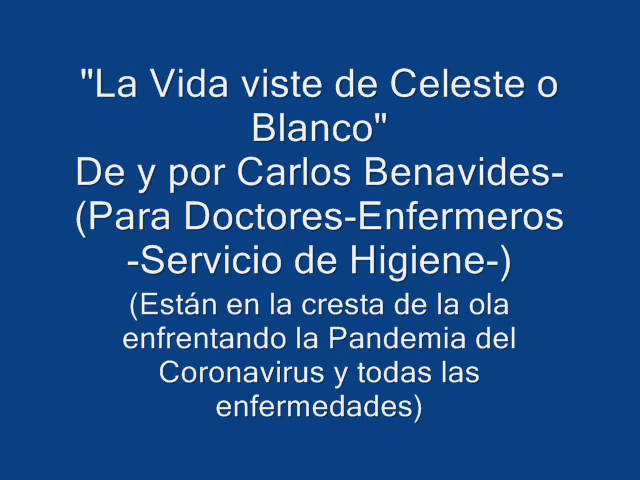 "La Vida viste de Celeste o
Blanco"
De y por Carlos Benavides-
(Para Doctores-Enfermeros
-Servicio de Higiene-)
(Están en la cresta de la ola
enfrentando la Pandemia del
Coronavirus y todas las
enfermedades)